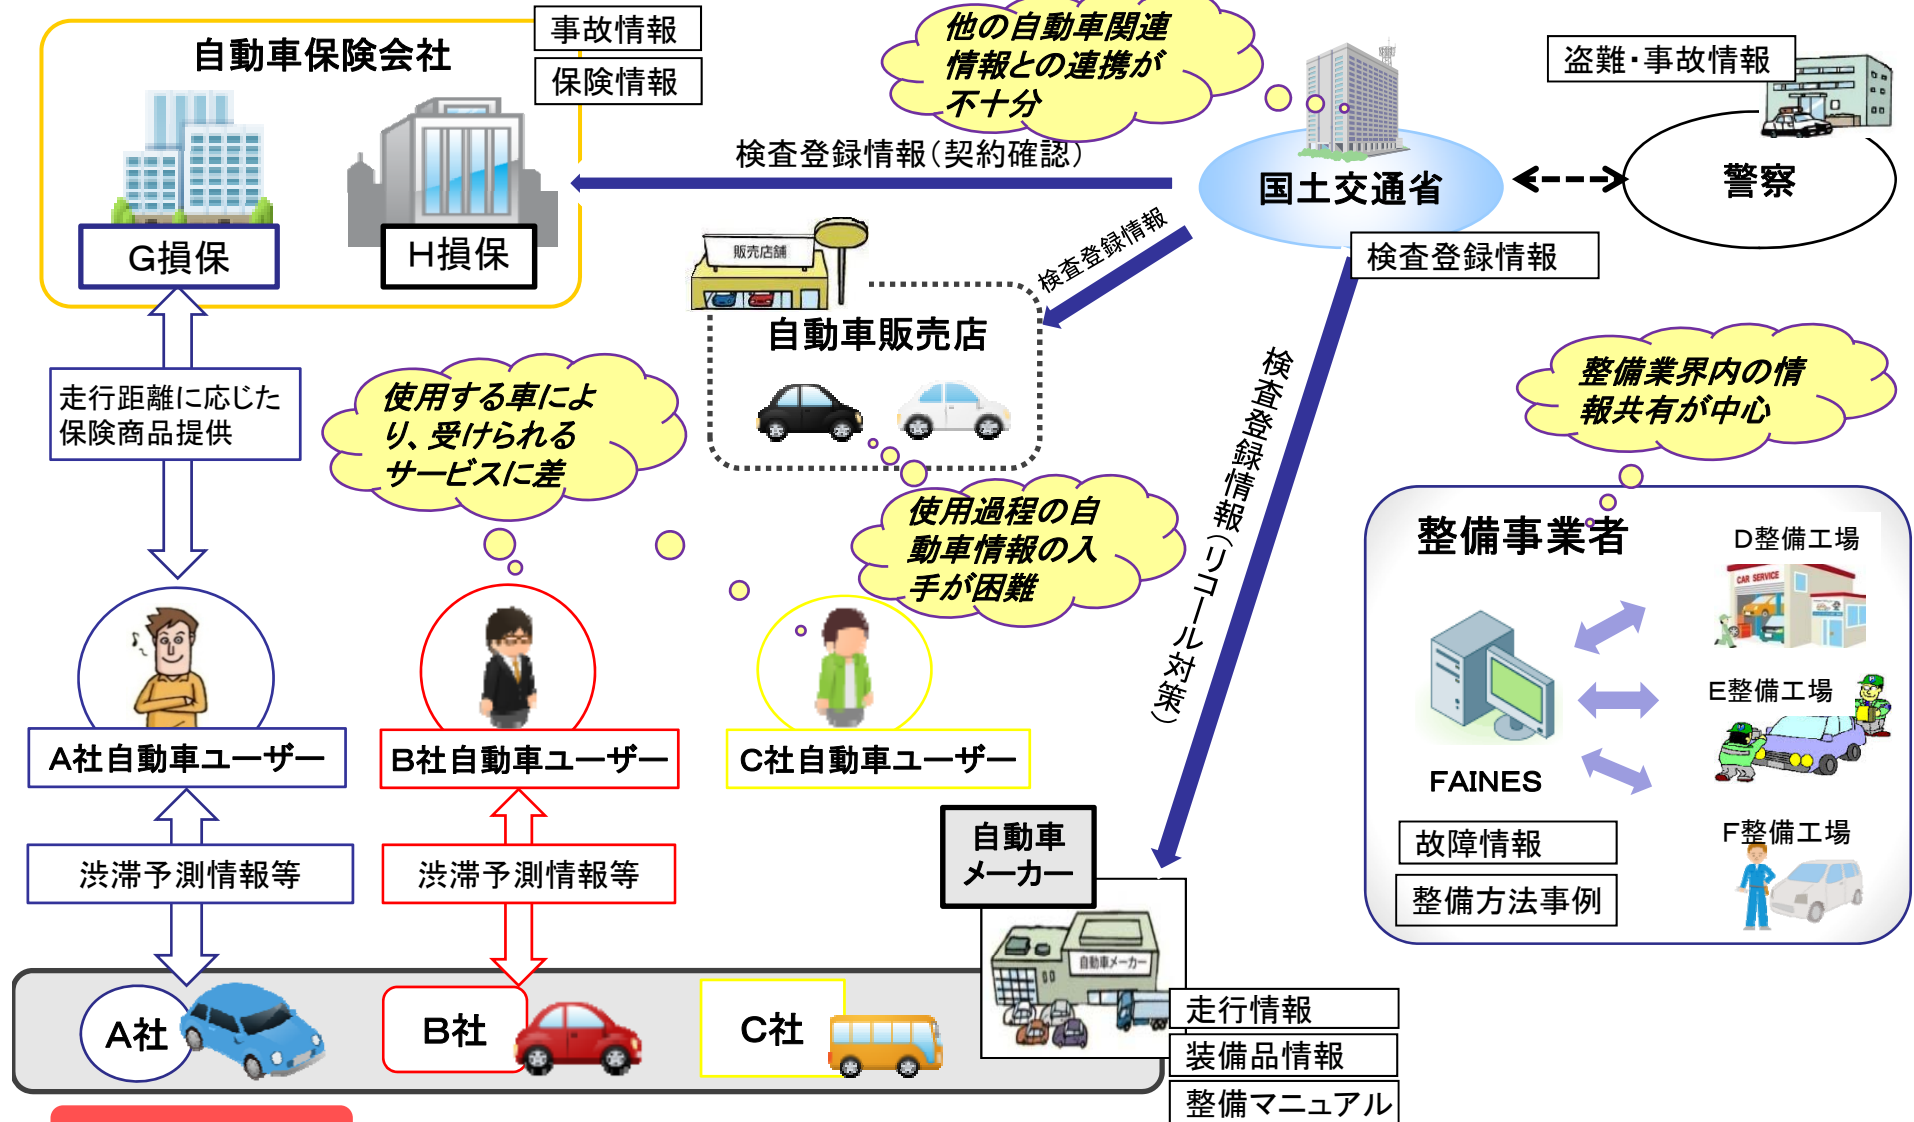 自動車保険会社
事故情報
保険情報
G損保
H損保
他の自動車関連
情報との連携が
不十分
検査登録情報（契約確認）
国土交通省
検査登録情報
盗難・事故情報
警察
販売店舗
自動車販売店
検査登録情報
検査登録情報（リコール対策）
走行距離に応じた
保険商品提供
使用する車によ
り、受けられる
サービスに差
使用過程の自
動車情報の入
手が困難
整備業界内の情
報共有が中心
整備事業者
D整備工場
CAR SERVICE
E整備工場
FAINES
F整備工場
故障情報
整備方法事例
A社自動車ユーザー
B社自動車ユーザー
C社自動車ユーザー
渋滞予測情報等
渋滞予測情報等
自動車
メーカー
自動車メーカー
A社
B社
C社
走行情報
装備品情報
整備マニュアル